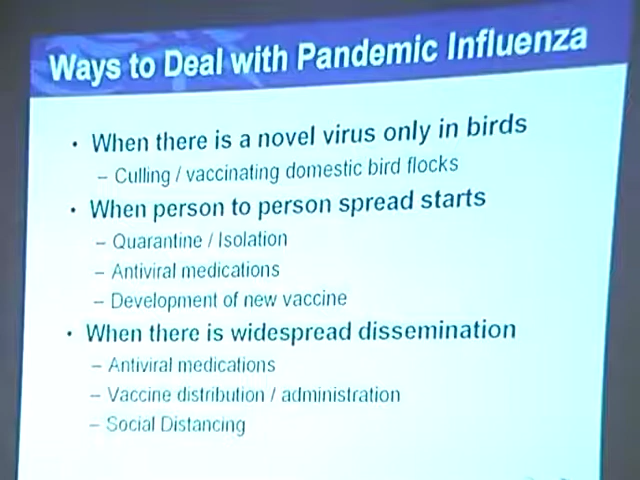 Ways to Deal with Pandemic Influenza
• When there is a novel virus only in birds
– Culling / vaccinating domestic bird flocks
• When person to person spread starts
– Quarantine / Isolation
– Antiviral medications
– Development of new vaccine
• When there is widespread dissemination
– Antiviral medications
– Vaccine distribution / administration
– Social Distancing